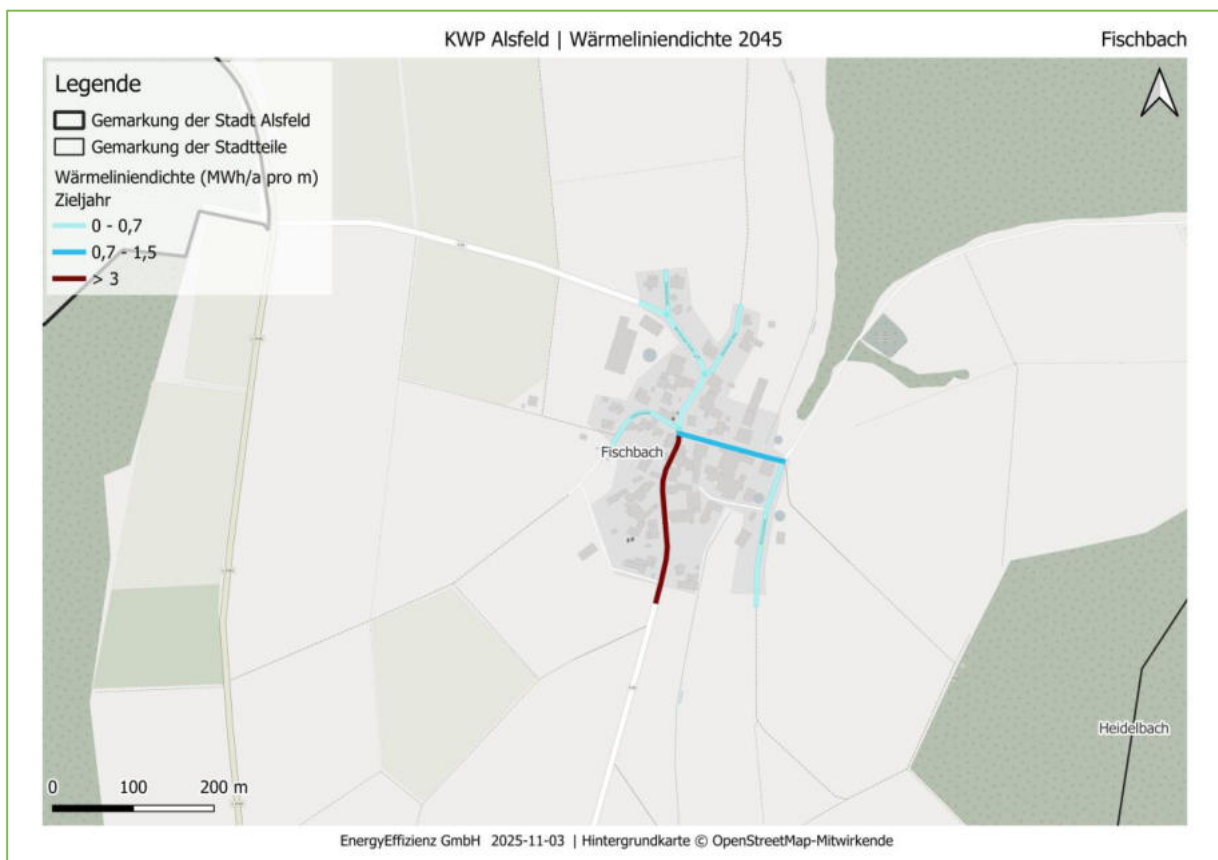 KWP Alsfeld | Wärmeliniendichte 2045
Fischbach
Legende
Gemarkung der Stadt Alsfeld
Gemarkung der Stadtteile
Wärmeliniendichte (MWh/a pro m)
Zieljahr
0 - 0,7
0,7 - 1,5
> 3
Fischbach
Heidelbach
0 100 200 m
EnergyEffizienz GmbH 2025-11-03 | Hintergrundkarte © OpenStreetMap-Mitwirkende